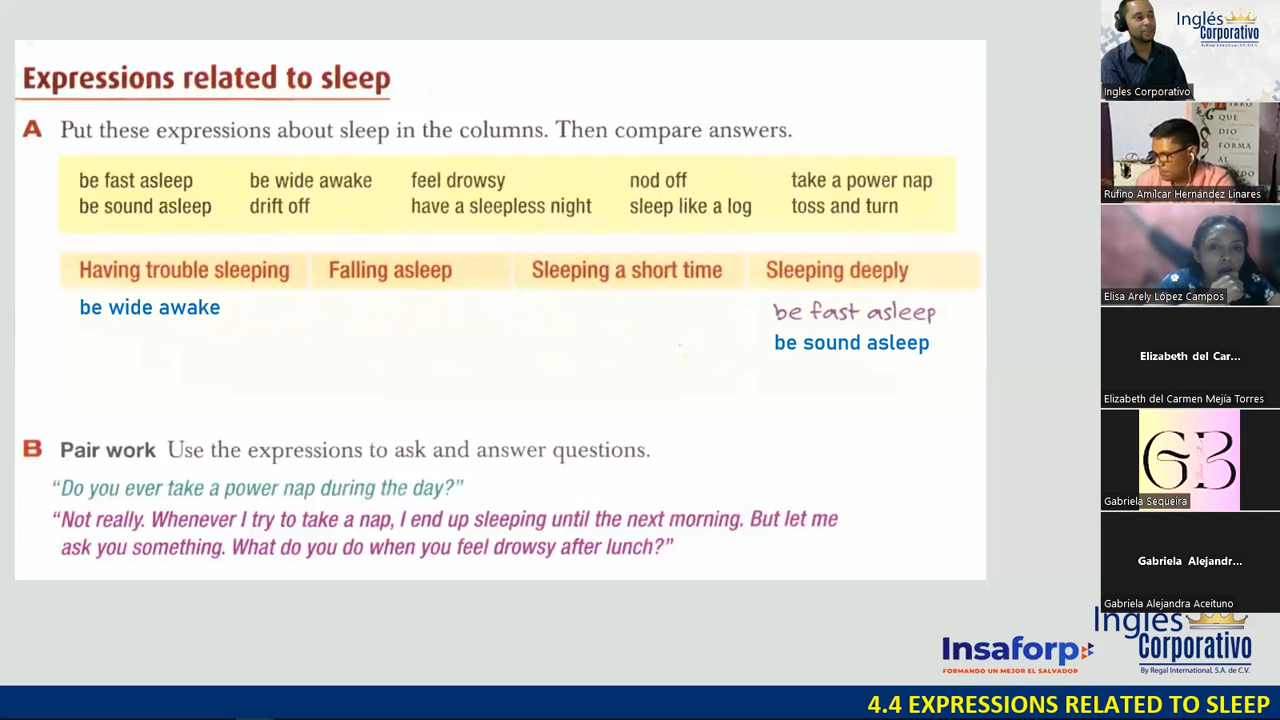 Expressions related to sleep
A Put these expressions about sleep in the columns. Then compare answers.
be fast asleep be wide awake feel drowsy nod off take a power nap
be sound asleep drift off have a sleepless night sleep like a log toss and turn
Having trouble sleeping Falling asleep Sleeping a short time Sleeping deeply
be wide awake be fast asleep
be sound asleep
B Pair work Use the expressions to ask and answer questions.
“Do you ever take a power nap during the day?”
“Not really. Whenever I try to take a nap, I end up sleeping until the next morning. But let me
ask you something. What do you do when you feel drowsy after lunch?”
Inglés
Corporativo
Ingles Corporativo
QUE
DIO
FORMA
AL
Rufino Amílcar Hernández Linares
Elisa Arely López Campos
Elizabeth del Car...
Elizabeth del Carmen Mejía Torres
GB
Gabriela Sequeira
Gabriela Alejandr...
Gabriela Alejandra Aceituno
Insaforp
FORMANDO UN MEJOR EL SALVADOR
Inglés
Corporativo
By Regal International, S.A. de C.V.
4.4 EXPRESSIONS RELATED TO SLEEP